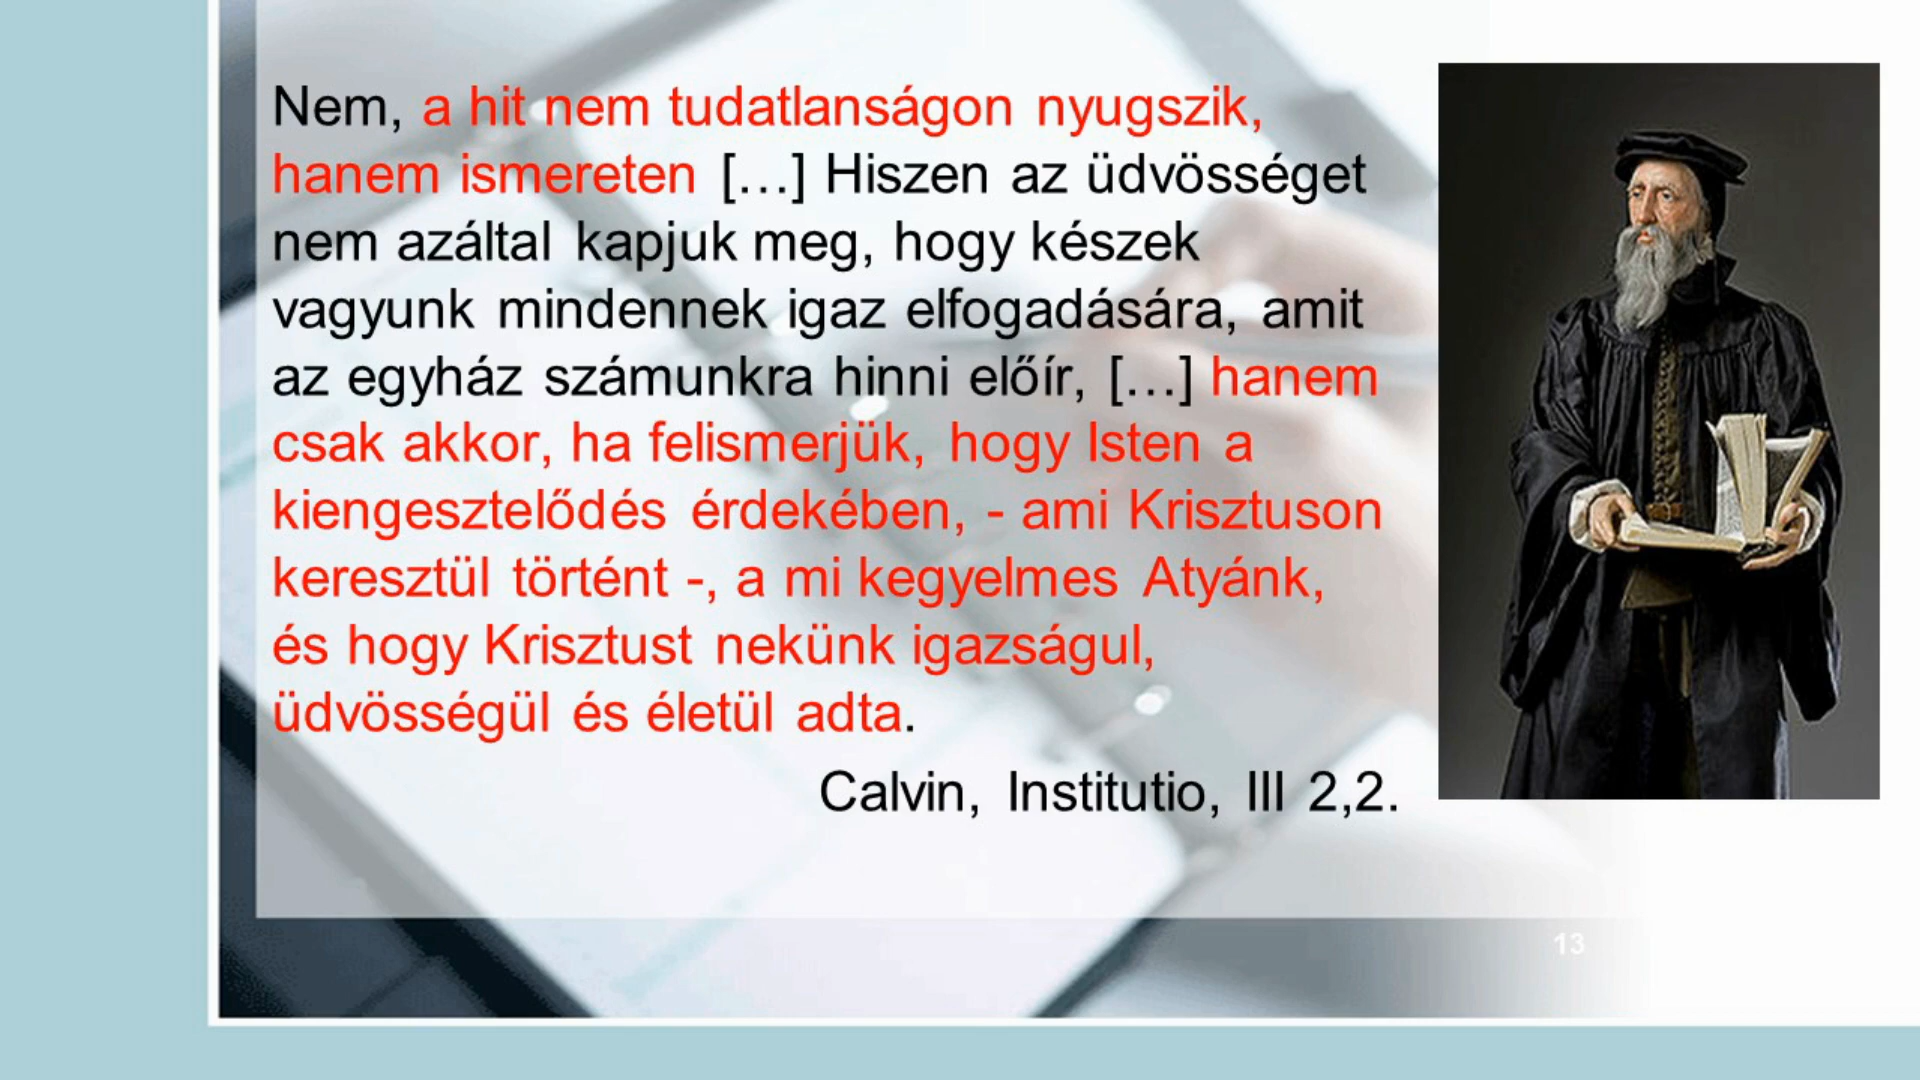 Nem, a hit nem tudatlanságon nyugszik,
hanem ismereten […] Hiszen az üdvösséget
nem azáltal kapjuk meg, hogy készek
vagyunk mindennek igaz elfogadására, amit
az egyház számunkra hinni előír, […] hanem
csak akkor, ha felismerjük, hogy Isten a
kiengesztelődés érdekében, - ami Krisztuson
keresztül történt -, a mi kegyelmes Atyánk,
és hogy Krisztust nekünk igazságul,
üdvösségül és életül adta.
Calvin, Institutio, III 2,2.
13